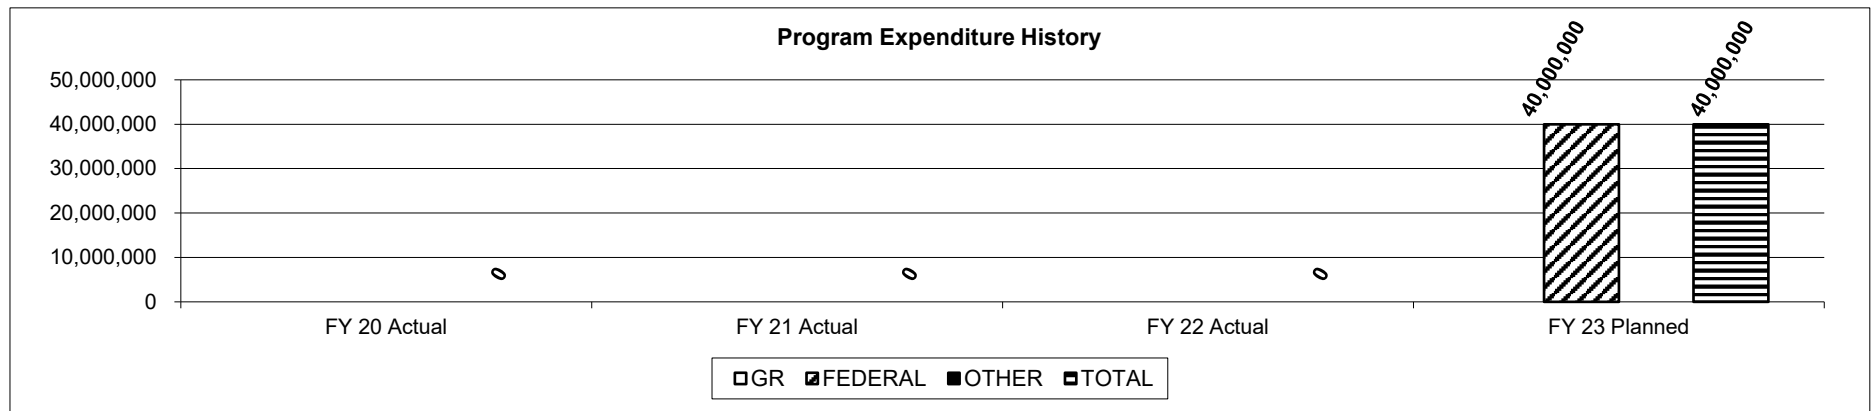 Program Expenditure History
50,000,000
40,000,000
30,000,000
20,000,000
10,000,000
0
0
0
0
40,000,000
40,000,000
FY 20 Actual
FY 21 Actual
FY 22 Actual
FY 23 Planned
GR FEDERAL OTHER TOTAL